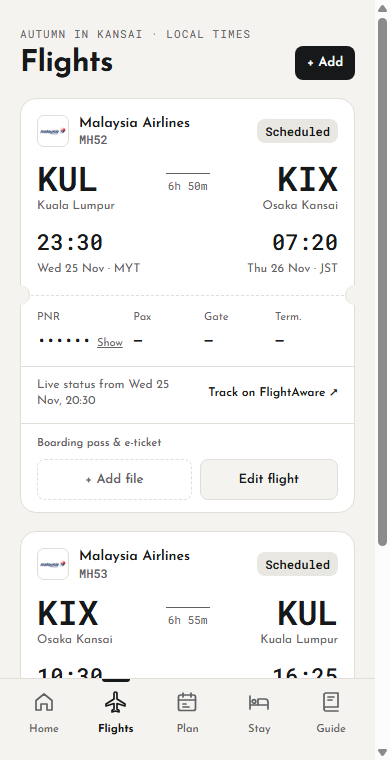 AUTUMN IN KANSAI · LOCAL TIMES
Flights
+ Add
Malaysia Airlines
MH52
Scheduled
KUL
6h 50m
KIX
Kuala Lumpur
Osaka Kansai
23:30
07:20
Wed 25 Nov · MYT
Thu 26 Nov · JST
PNR
Pax
Gate
Term.
•••••• Show
–
–
–
Live status from Wed 25
Nov, 20:30
Track on FlightAware ↗
Boarding pass & e-ticket
+ Add file
Edit flight
Malaysia Airlines
MH53
Scheduled
KIX
6h 55m
KUL
Osaka Kansai
Kuala Lumpur
10:30
16:25
Home
Flights
Plan
Stay
Guide